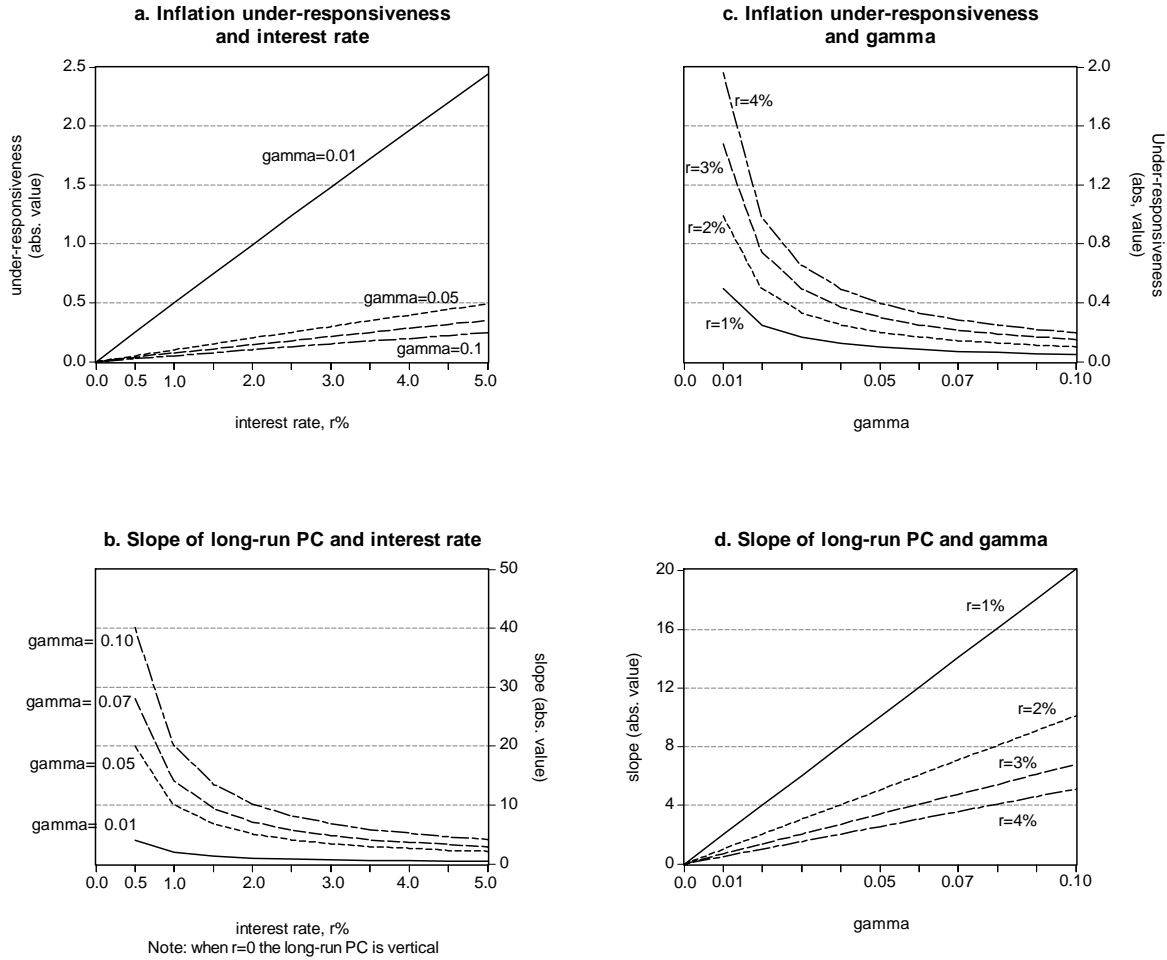 a. Inflation under-responsiveness
and interest rate
2.5
2.0
1.5
1.0
0.5
0.0
under-responsiveness
(abs. value)
gamma=0.01
gamma=0.05
gamma=0.1
0.0 0.5 1.0 2.0 3.0 4.0 5.0
interest rate, r%
c. Inflation under-responsiveness
and gamma
2.0
1.6
1.2
0.8
0.4
0.0
Under-responsiveness
(abs, value)
r=4%
r=3%
r=2%
r=1%
0.0 0.01 0.05 0.07 0.10
gamma
b. Slope of long-run PC and interest rate
50
40
30
20
10
0
slope (abs. value)
gamma= 0.10
gamma= 0.07
gamma= 0.05
gamma= 0.01
0.0 0.5 1.0 2.0 3.0 4.0 5.0
interest rate, r%
Note: when r=0 the long-run PC is vertical
d. Slope of long-run PC and gamma
20
16
12
8
4
0
slope (abs. value)
r=1%
r=2%
r=3%
r=4%
0.0 0.01 0.05 0.07 0.10
gamma